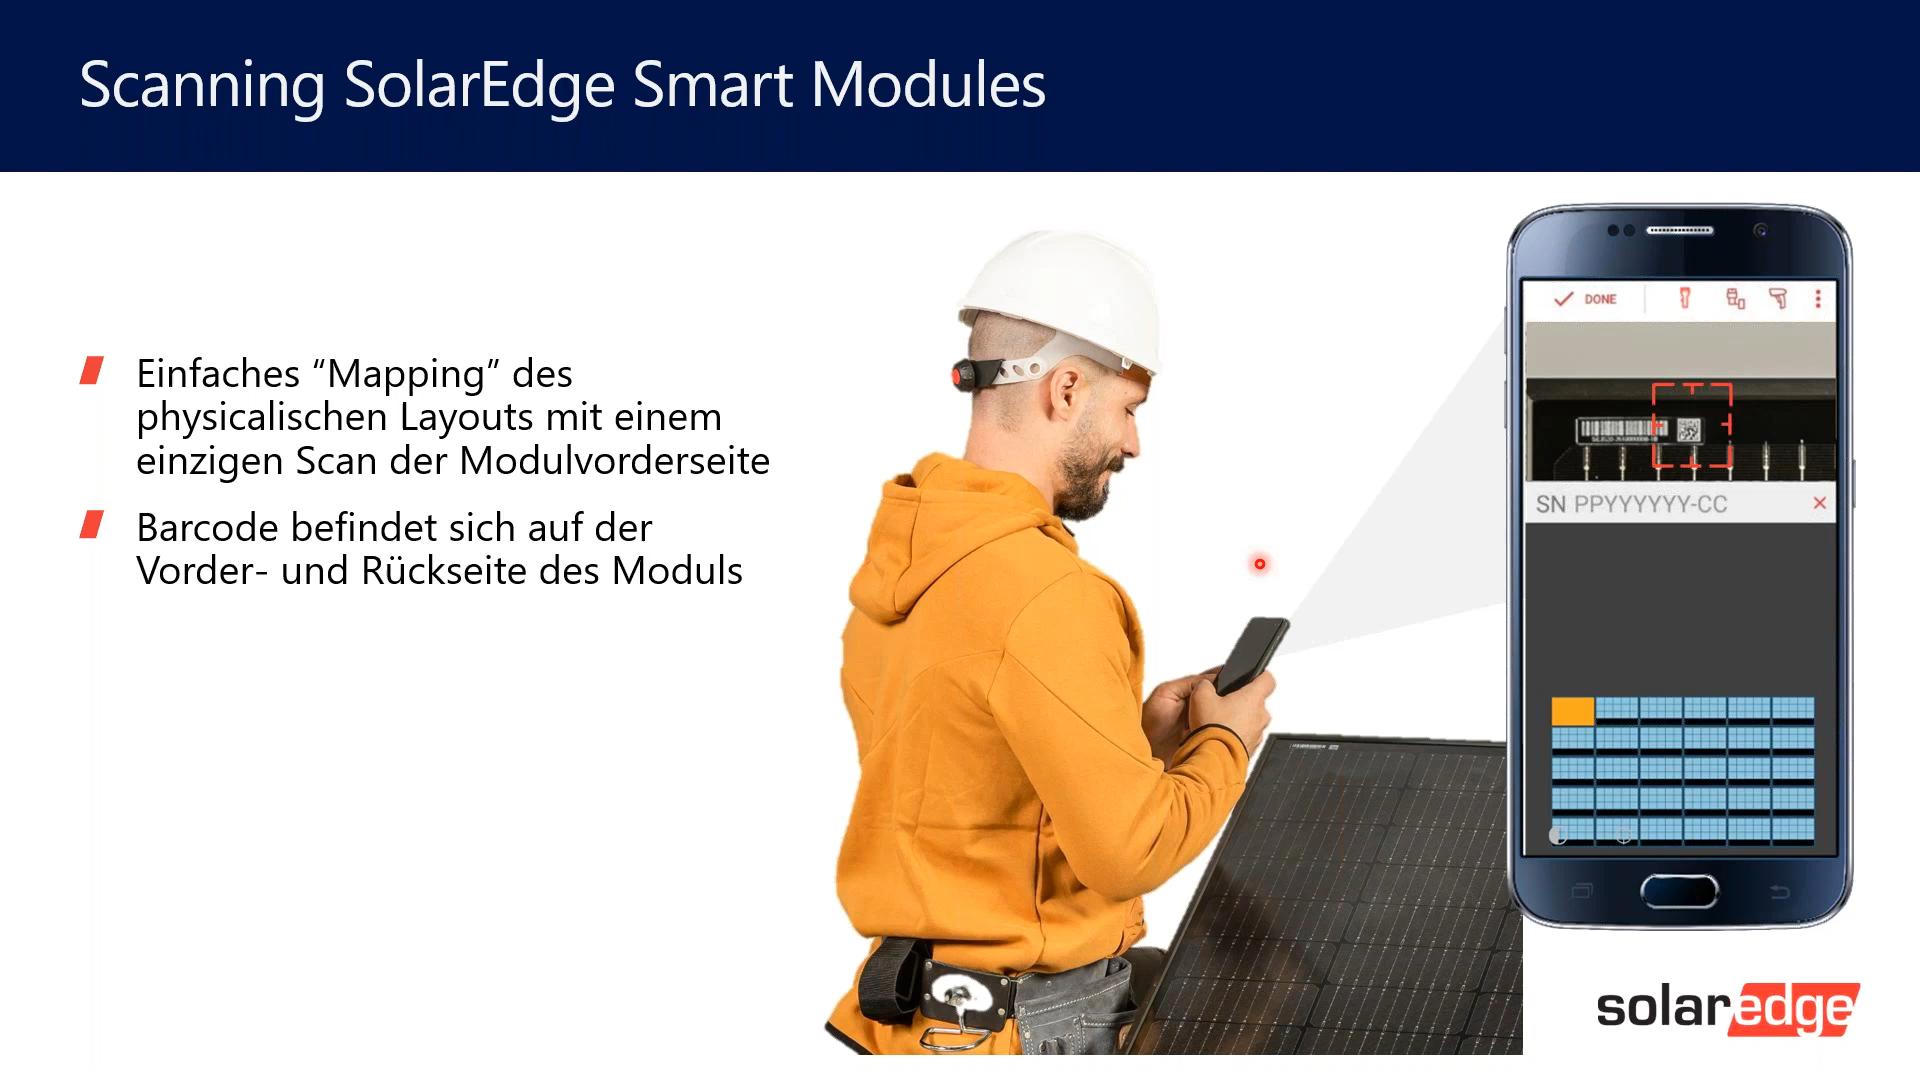 Scanning SolarEdge Smart Modules
Einfaches “Mapping” des
physikalischen Layouts mit einem
einzigen Scan der Modulvorderseite
Barcode befindet sich auf der
Vorder- und Rückseite des Moduls
DONE
SN PPYYYYYY-CC
solaredge